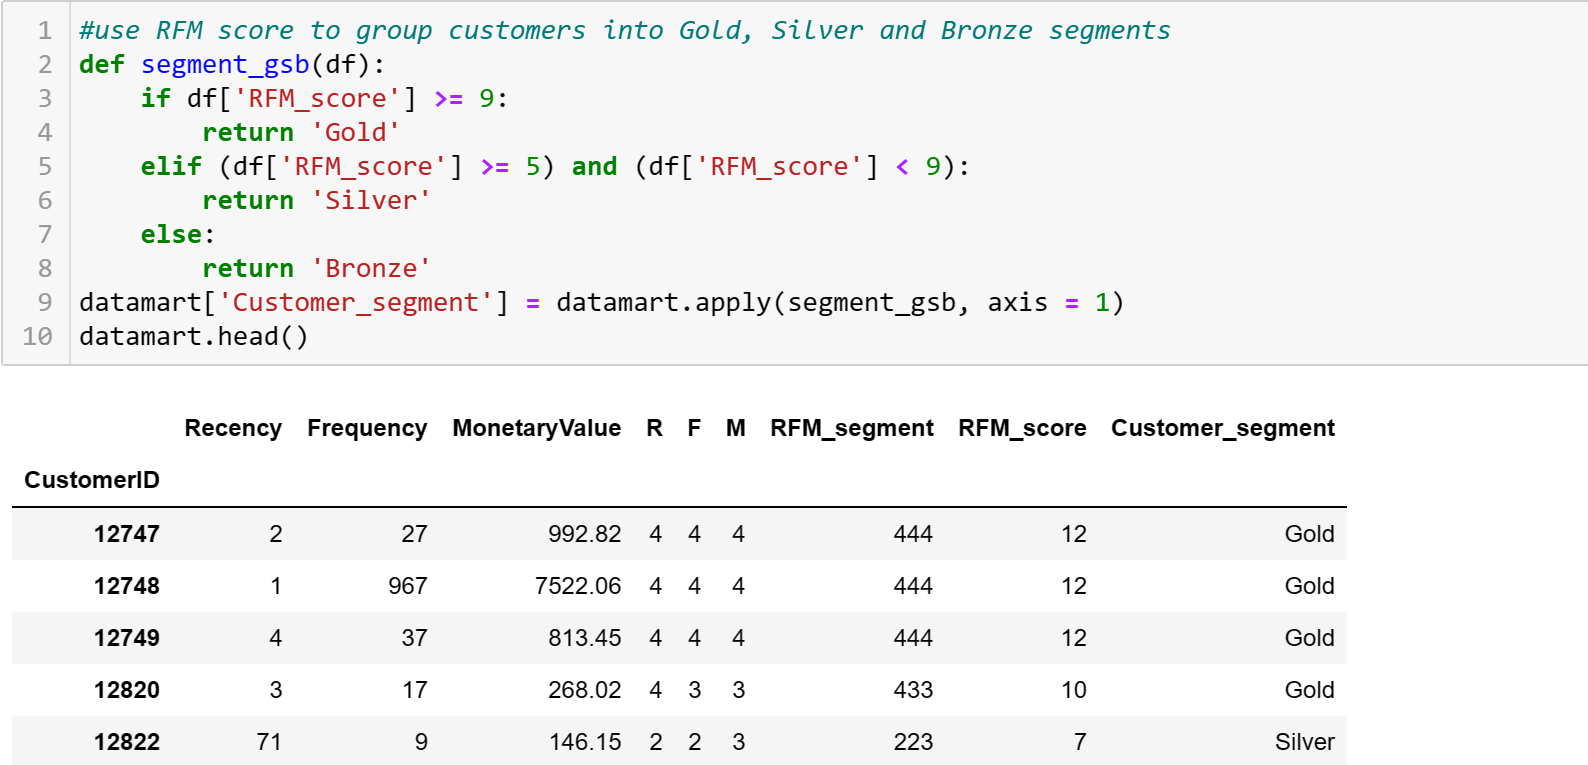 1 #use RFM score to group customers into Gold, Silver and Bronze segments
2 def segment_gsb(df):
3     if df['RFM_score'] >= 9:
4         return 'Gold'
5     elif (df['RFM_score'] >= 5) and (df['RFM_score'] < 9):
6         return 'Silver'
7     else:
8         return 'Bronze'
9 datamart['Customer_segment'] = datamart.apply(segment_gsb, axis = 1)
10 datamart.head()
Recency Frequency MonetaryValue R F M RFM_segment RFM_score Customer_segment
CustomerID
12747 2 27 992.82 4 4 4 444 12 Gold
12748 1 967 7522.06 4 4 4 444 12 Gold
12749 4 37 813.45 4 4 4 444 12 Gold
12820 3 17 268.02 4 3 3 433 10 Gold
12822 71 9 146.15 2 2 3 223 7 Silver